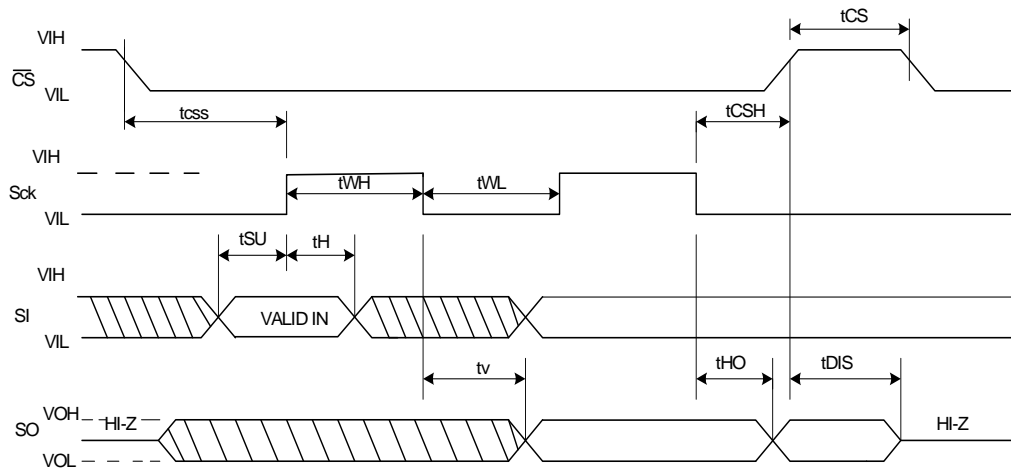 tCS
VIH
CS
VIL
tcss
tCSH
VIH
tWH
tWL
Sck
VIL
tSU
tH
VIH
SI
VALID IN
VIL
tv
tHO
tDIS
VOH
SO
HI-Z
HI-Z
VOL